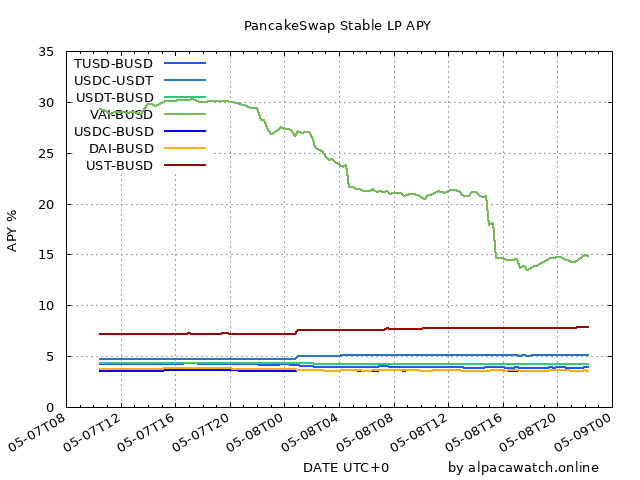 PancakeSwap Stable LP APY
35
30
25
20
15
10
5
0
APY %
TUSD-BUSD
USDC-USDT
USDT-BUSD
VAI-BUSD
USDC-BUSD
DAI-BUSD
UST-BUSD
05-07T08
05-07T12
05-07T16
05-07T20
05-08T00
05-08T04
05-08T08
05-08T12
05-08T16
05-08T20
05-09T00
DATE UTC+0
by alpacawatch.online